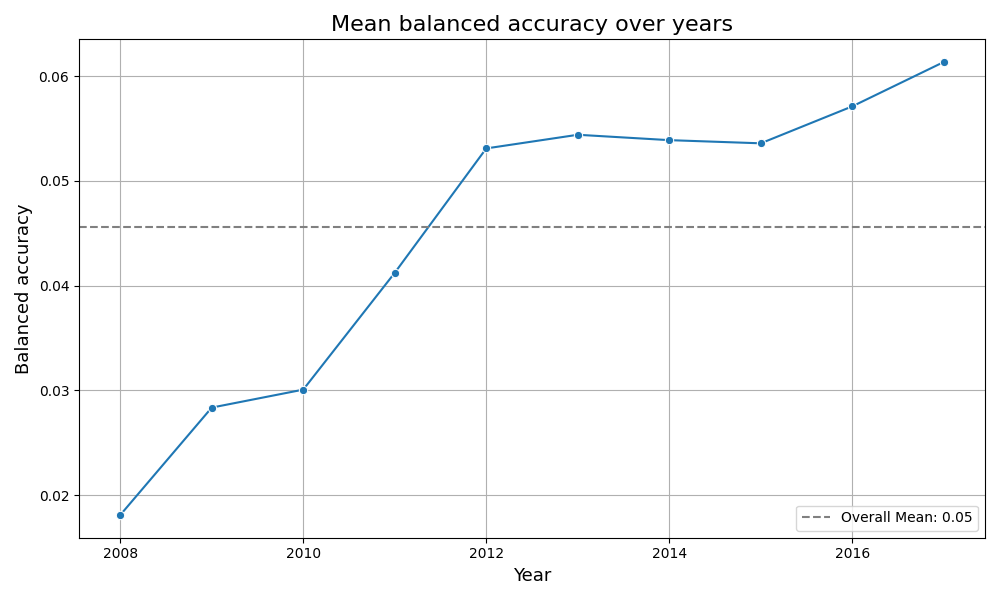 Mean balanced accuracy over years
Balanced accuracy
0.06
0.05
0.04
0.03
0.02
Overall Mean: 0.05
2008
2010
2012
2014
2016
Year